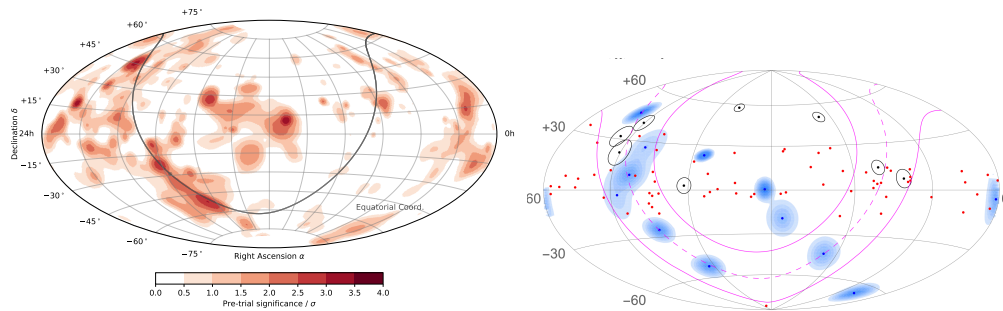 +75°
+60°
+45°
+30°
+15°
24h
0h
−15°
−30°
−45°
−60°
−75°
Declination δ
Equatorial Coord.
Right Ascension α
0.0 0.5 1.0 1.5 2.0 2.5 3.0 3.5 4.0
Pre-trial significance / σ
+60
+30
60
−30
−60